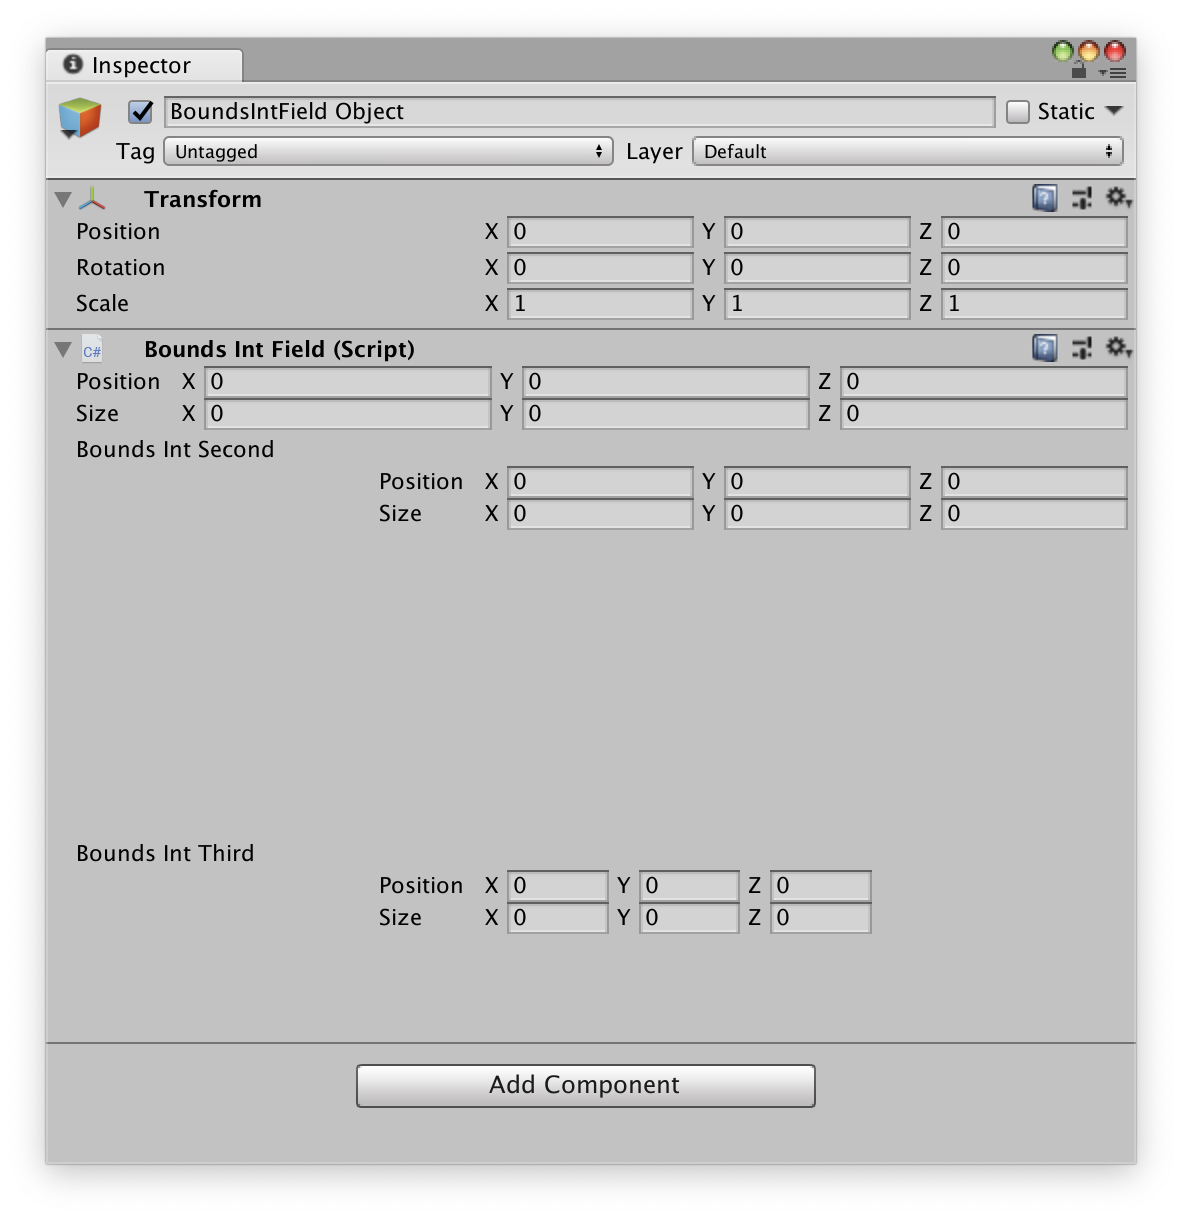 Inspector
BoundsIntField Object
Static
Tag Untagged Layer Default
Transform
Position X 0 Y 0 Z 0
Rotation X 0 Y 0 Z 0
Scale X 1 Y 1 Z 1
C# Bounds Int Field (Script)
Position X 0 Y 0 Z 0
Size X 0 Y 0 Z 0
Bounds Int Second
Position X 0 Y 0 Z 0
Size X 0 Y 0 Z 0
Bounds Int Third
Position X 0 Y 0 Z 0
Size X 0 Y 0 Z 0
Add Component